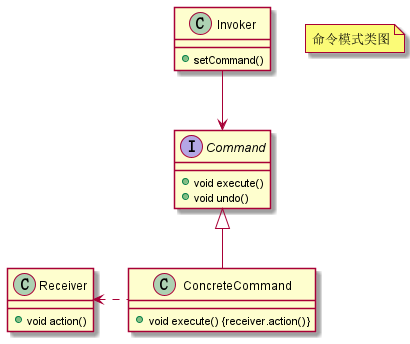 C Invoker
setCommand()
命令模式类图
I Command
void execute()
void undo()
C Receiver
void action()
C ConcreteCommand
void execute() {receiver.action()}